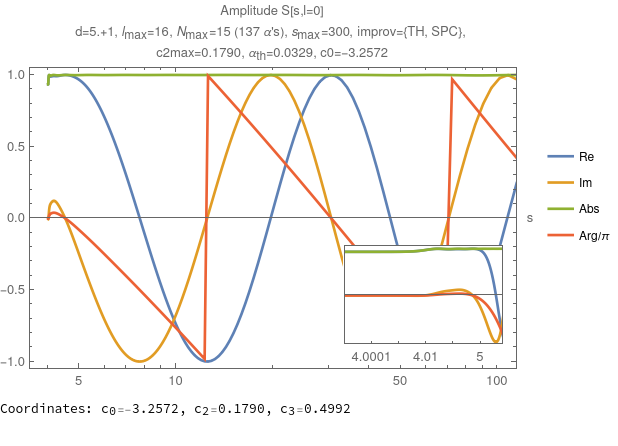 Amplitude S[s,l=0]
d=5.+1, lmax=16, Nmax=15 (137 α's), smax=300, improv={TH, SPC},
c2max=0.1790, αth=0.0329, c0=-3.2572
1.0
0.5
0.0
-0.5
-1.0
s
5
10
50
100
4.0001
4.01
5
Re
Im
Abs
Arg/π
Coordinates: c0=-3.2572, c2=0.1790, c3=0.4992